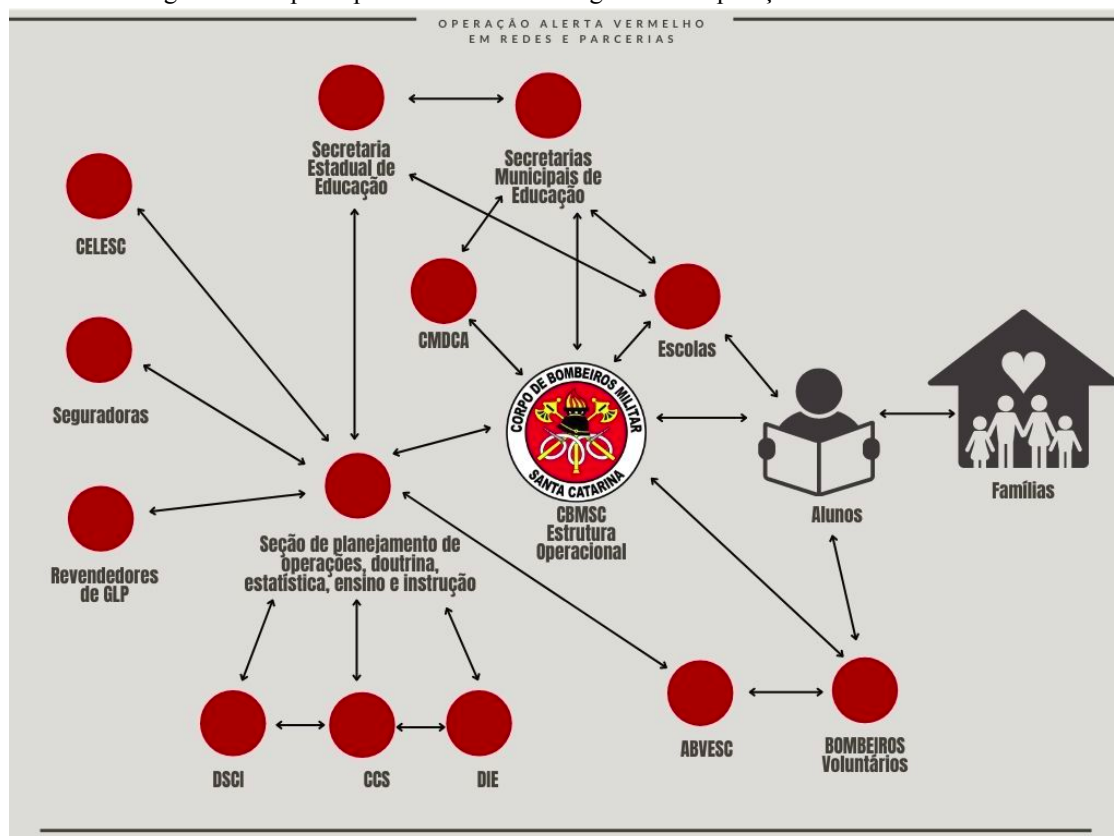 OPERAÇÃO ALERTA VERMELHO
EM REDES E PARCERIAS
Secretaria
Estadual de
Educação
Secretarias
Municipais de
Educação
CELESC
CMDCA
Escolas
Seguradoras
CORPO DE BOMBEIROS MILITAR
SANTA CATARINA
CBMSC
Estrutura
Operacional
Alunos
Famílias
Revendedores
de GLP
Seção de planejamento de
operações, doutrina,
estatística, ensino e instrução
DSCI
CCS
DIE
ABVESC
BOMBEIROS
Voluntários